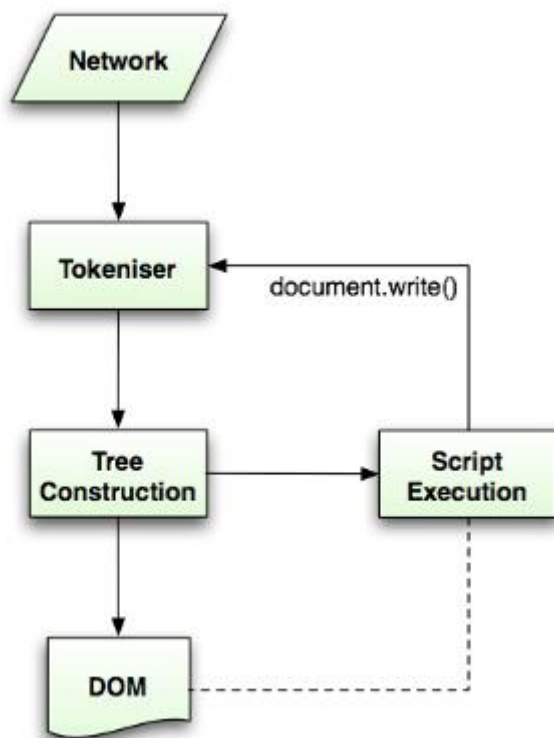 Network
Tokeniser
document.write()
Tree
Construction
Script
Execution
DOM